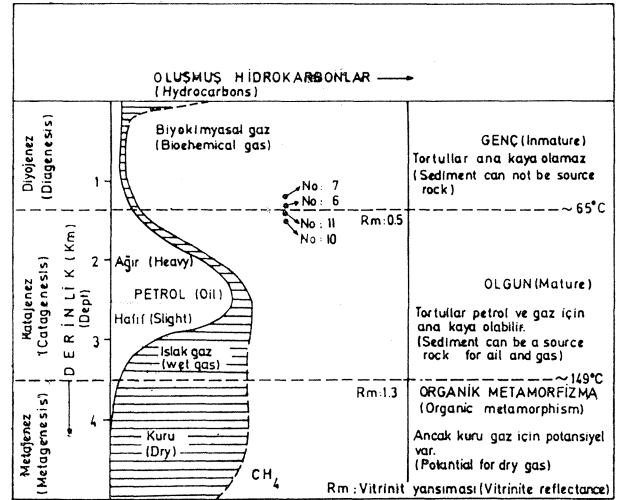 OLUŞMUŞ HİDROKARBONLAR
(Hydrocarbons)
Diyojenez
(Diagenesis)
Biyokimyasal gaz
(Bioehemical gas)
GENÇ (Inmature)
Tortullar ana kaya olamaz
(Sediment can not be source
rock)
1
No: 7
No: 6
~ 65°C
No: 11
No: 10
Rm: 0.5
Katajenez
(Catagenesis)
DERİNLİK (Km)
(Dept)
2
Ağır (Heavy)
PETROL (Oil)
Hafif (Slight)
3
Islak gaz
(wet gas)
OLGUN (Mature)
Tortullar petrol ve gaz için
ana kaya olabilir.
(Sediment can be a source
rock for ail and gas)
~149°C
Rm:1.3
Metajenez
(Metagenesis)
4
Kuru
(Dry)
CH4
ORGANİK METAMORFİZMA
(Organic metamorphism)
Ancak kuru gaz için potansiyel
var.
(Potantial for dry gas)
Rm : Vitrinit yansıması (Vitrinite reflectance)